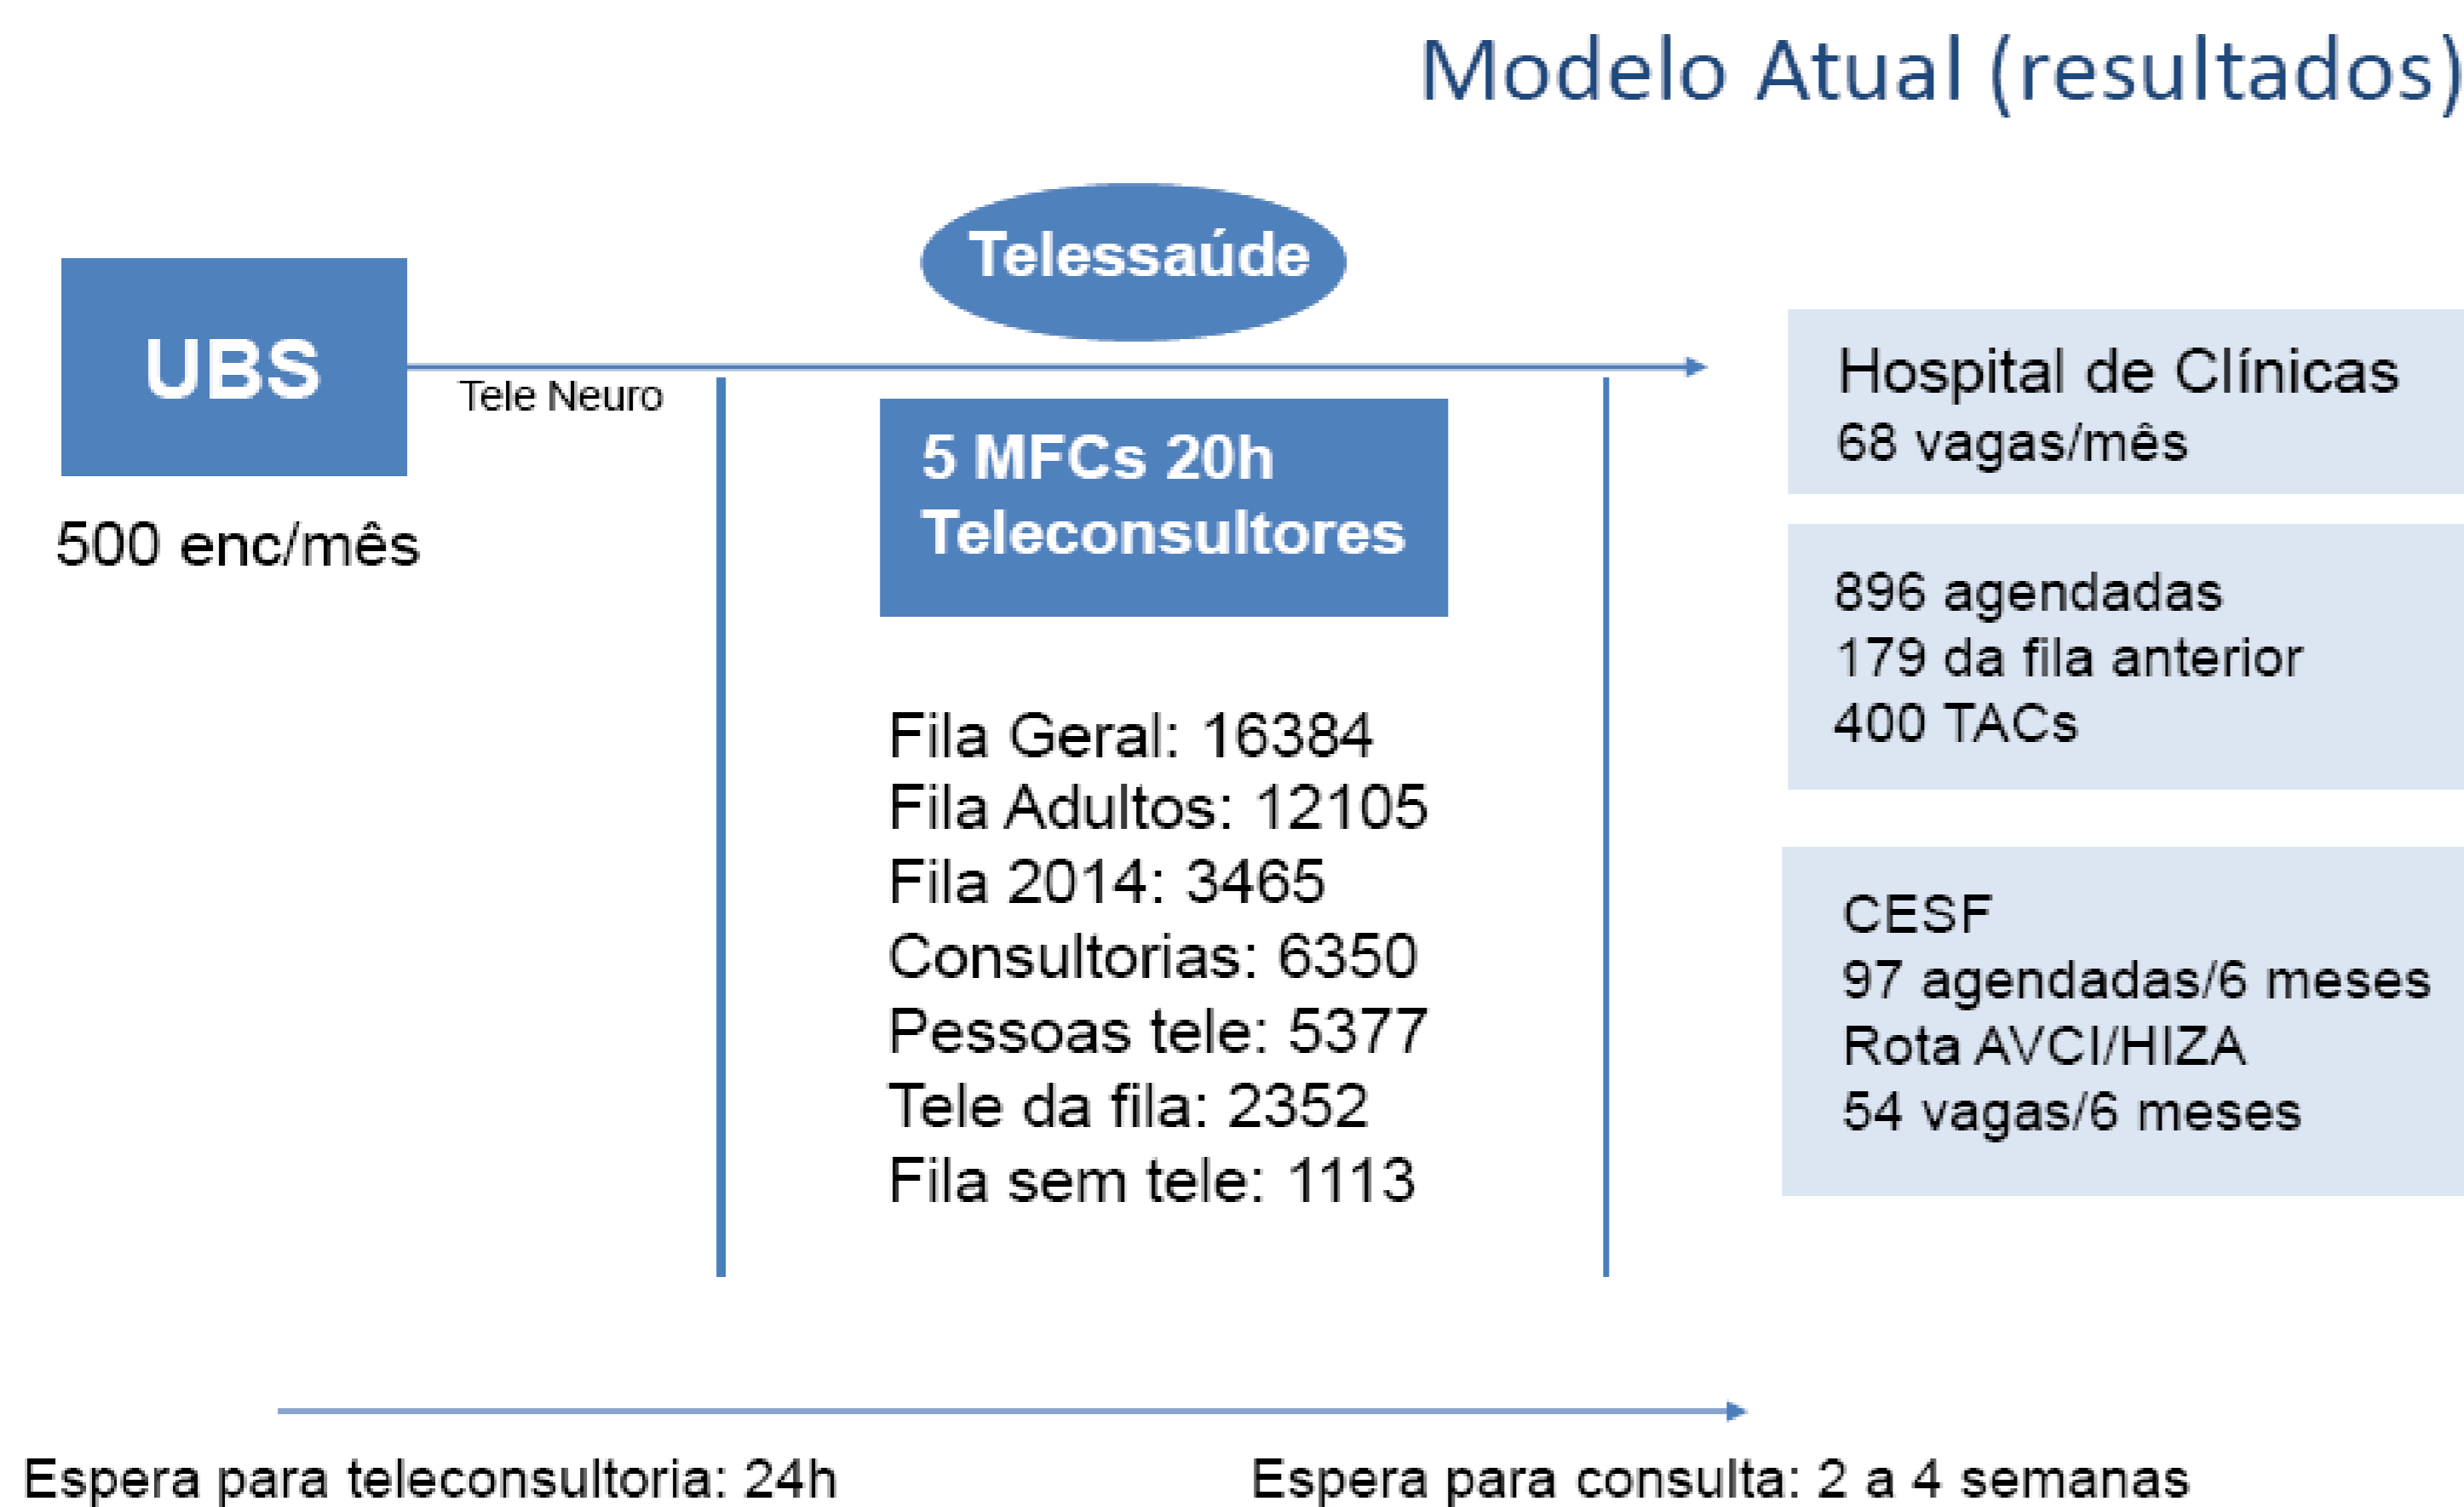 Modelo Atual (resultados)
Telessaúde
UBS
Tele Neuro
500 enc/mês
5 MFCs 20h
Teleconsultores
Fila Geral: 16384
Fila Adultos: 12105
Fila 2014: 3465
Consultorias: 6350
Pessoas tele: 5377
Tele da fila: 2352
Fila sem tele: 1113
Hospital de Clínicas
68 vagas/mês
896 agendadas
179 da fila anterior
400 TACs
CESF
97 agendadas/6 meses
Rota AVCI/HIZA
54 vagas/6 meses
Espera para teleconsultoria: 24h
Espera para consulta: 2 a 4 semanas